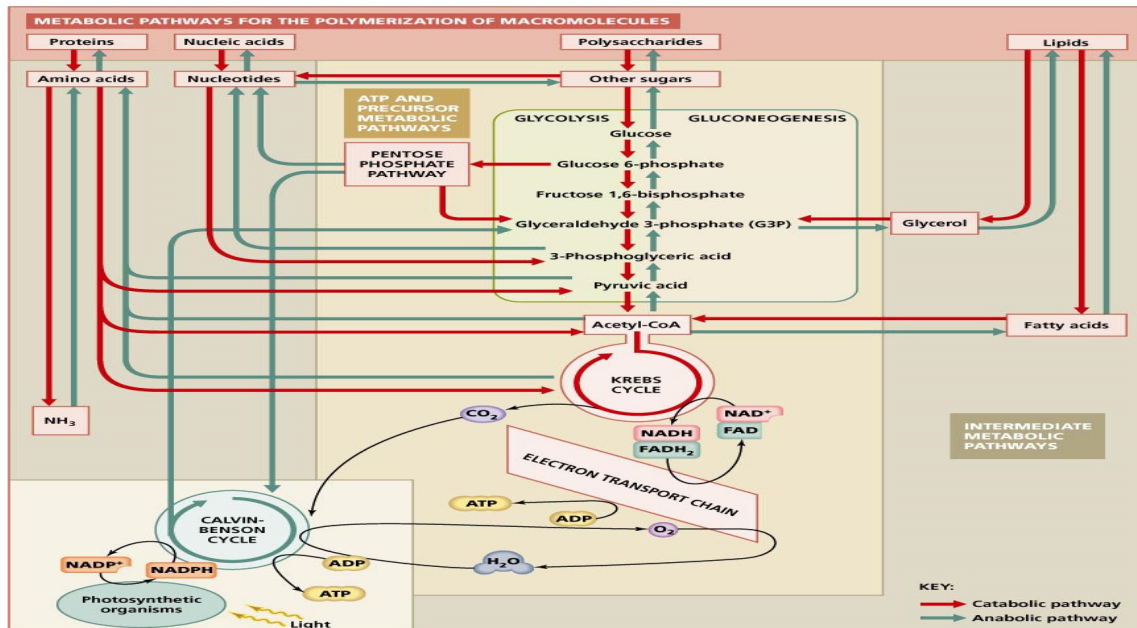 METABOLIC PATHWAYS FOR THE POLYMERIZATION OF MACROMOLECULES
Proteins
Nucleic acids
Polysaccharides
Lipids
Amino acids
Nucleotides
Other sugars
ATP AND
PRECURSOR
METABOLIC
PATHWAYS
GLYCOLYSIS
GLUCONEOGENESIS
Glucose
PENTOSE
PHOSPHATE
PATHWAY
Glucose 6-phosphate
Fructose 1,6-bisphosphate
Glyceraldehyde 3-phosphate (G3P)
Glycerol
3-Phosphoglyceric acid
Pyruvic acid
Acetyl-CoA
Fatty acids
KREBS
CYCLE
NH₃
CO₂
NAD⁺
FAD
NADH
FADH₂
INTERMEDIATE
METABOLIC
PATHWAYS
ELECTRON TRANSPORT CHAIN
ATP
ADP
O₂
CALVIN-
BENSON
CYCLE
H₂O
NADP⁺
NADPH
ADP
ATP
Photosynthetic
organisms
Light
KEY:
Catabolic pathway
Anabolic pathway